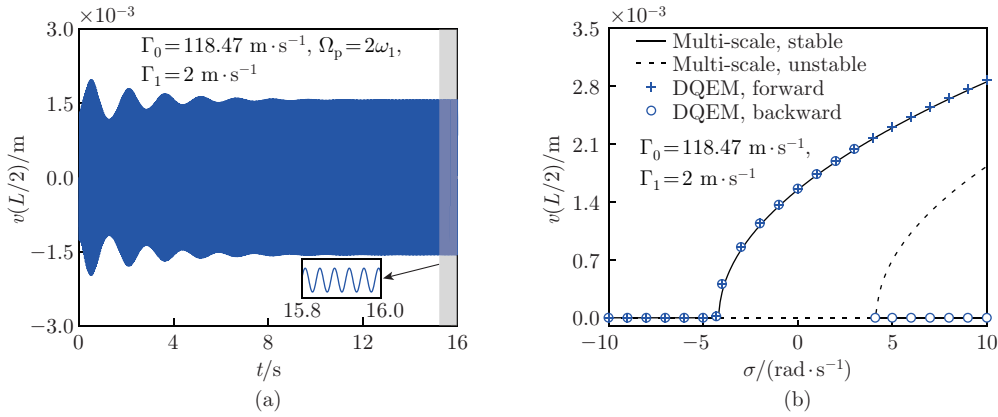 ×10⁻³
Γ₀=118.47 m·s⁻¹, Ωₚ=2ω₁,
Γ₁=2 m·s⁻¹
3.0
1.5
0.0
−1.5
−3.0
v(L/2)/m
15.8 16.0
0 4 8 12 16
t/s
(a)
×10⁻³
Multi-scale, stable
Multi-scale, unstable
DQEM, forward
DQEM, backward
Γ₀=118.47 m·s⁻¹,
Γ₁=2 m·s⁻¹
3.5
2.8
2.1
1.4
0.7
0.0
v(L/2)/m
−10 −5 0 5 10
σ/(rad·s⁻¹)
(b)